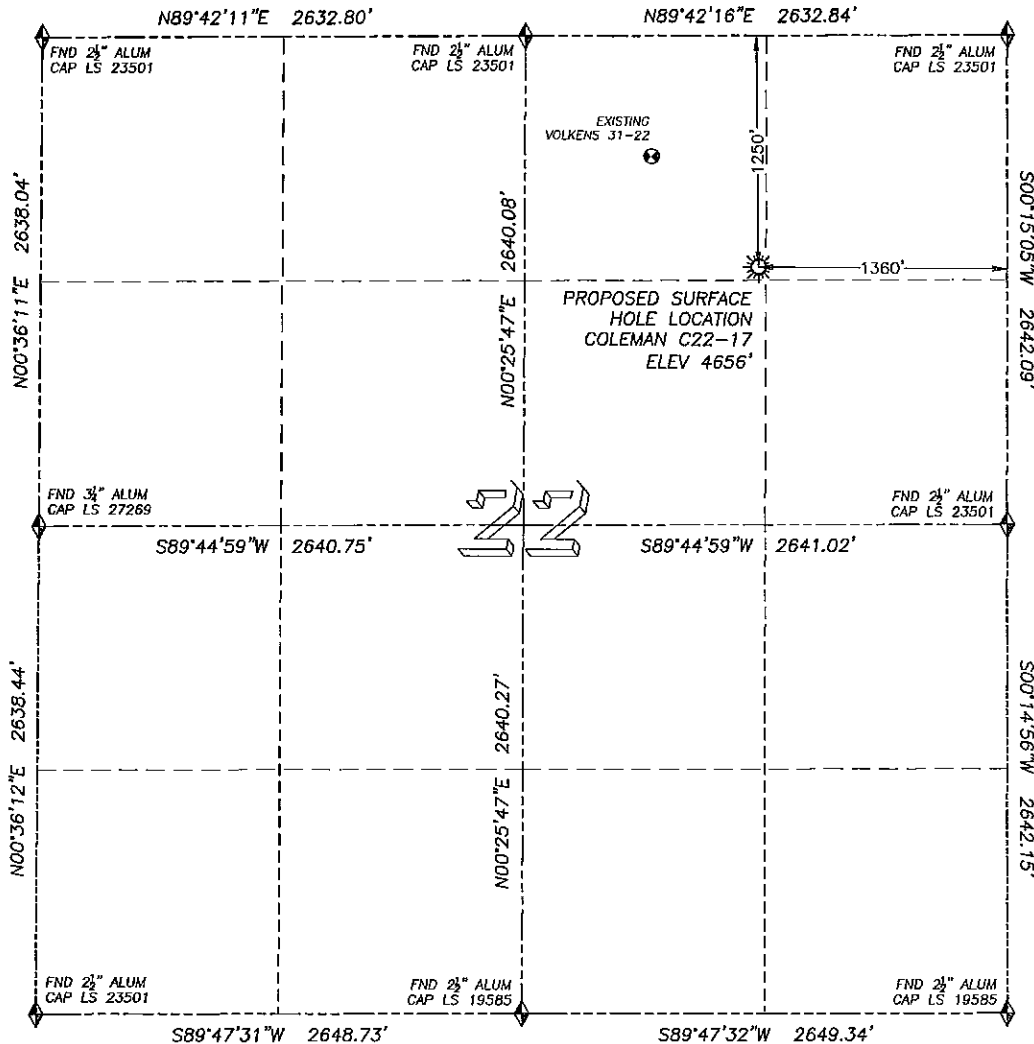 N89°42'11"E 2632.80'
N89°42'16"E 2632.84'
FND 2½" ALUM
CAP LS 23501
FND 2½" ALUM
CAP LS 23501
FND 2½" ALUM
CAP LS 23501
EXISTING
VOLKENS 31-22
1250'
N00°36'11"E 2638.04'
N00°25'47"E 2640.08'
S00°15'05"W 2642.09'
1360'
PROPOSED SURFACE
HOLE LOCATION
COLEMAN C22-17
ELEV 4656'
FND 3¼" ALUM
CAP LS 27269
FND 2½" ALUM
CAP LS 23501
22
S89°44'59"W 2640.75'
S89°44'59"W 2641.02'
N00°36'12"E 2638.44'
N00°25'47"E 2640.27'
S00°14'56"W 2642.15'
FND 2½" ALUM
CAP LS 23501
FND 2½" ALUM
CAP LS 19585
FND 2½" ALUM
CAP LS 19585
S89°47'31"W 2648.73'
S89°47'32"W 2649.34'